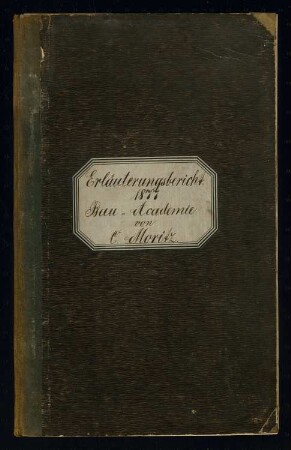 Erläuterungsbericht
1877
Bau-Academie
von
C. Moritz.